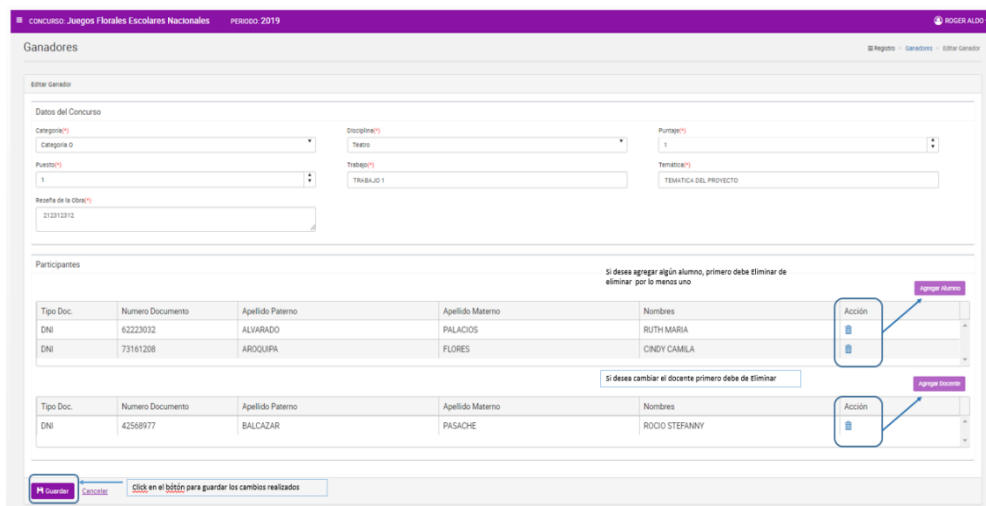 CONCURSO: Juegos Florales Escolares Nacionales PERIODO: 2019 ROGER ALDO
Ganadores Registro - Ganadores - Editar Ganador
Editar Ganador
Datos del Concurso
Categoria(*) Disciplina(*) Puntaje(*)
Categoria D Teatro 1
Puesto(*) Trabajo(*) Temática(*)
1 TRABAJO 1 TEMATICA DEL PROYECTO
Reseña de la Obra(*)
212312312
Participantes
Si desea agregar algún alumno, primero debe Eliminar de
eliminar por lo menos uno
Agregar Alumno
Tipo Doc. Numero Documento Apellido Paterno Apellido Materno Nombres Acción
DNI 62223032 ALVARADO PALACIOS RUTH MARIA
DNI 73161208 AROQUIPA FLORES CINDY CAMILA
Si desea cambiar el docente primero debe de Eliminar
Agregar Docente
Tipo Doc. Numero Documento Apellido Paterno Apellido Materno Nombres Acción
DNI 42568977 BALCAZAR PASACHE ROCIO STEFANNY
Guardar Cancelar Click en el bótón para guardar los cambios realizados